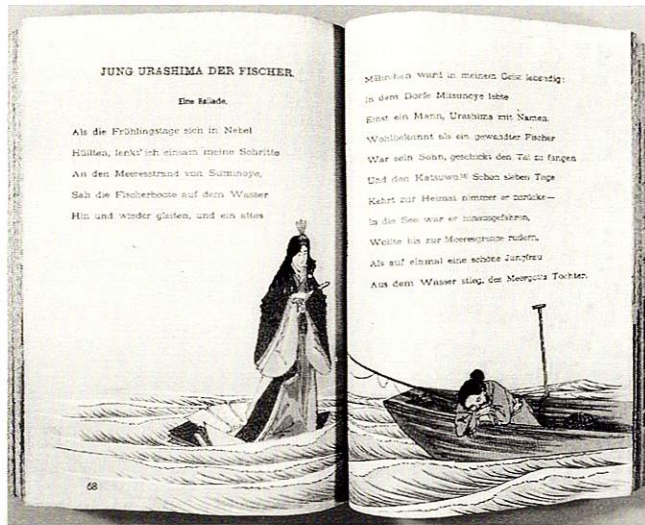 JUNG URASHIMA DER FISCHER.
Eine Ballade.
Als die Frühlingstage sich in Nebel
Hüllten, lenkt' ich einsam meine Schritte
An den Meeresstrand von Suminoye,
Sah die Fischerboote auf dem Wasser
Hin und wieder gleiten, und ein altes
68
Märchen ward in meinem Geist lebendig:
In dem Dorfe Mitsunoye lebte
Einst ein Mann, Urashima mit Namen.
Wohlbekannt als ein gewandter Fischer
War sein Sohn, geschickt den Tai zu fangen
Und den Katsuwo. Schon sieben Tage
Kehrt zur Heimat nimmer er zurücke—
In die See war er hinausgefahren,
Wollte bis zur Meeresgrenze rudern,
Als auf einmal eine schöne Jungfrau
Aus dem Wasser stieg, des Meergotts Tochter.